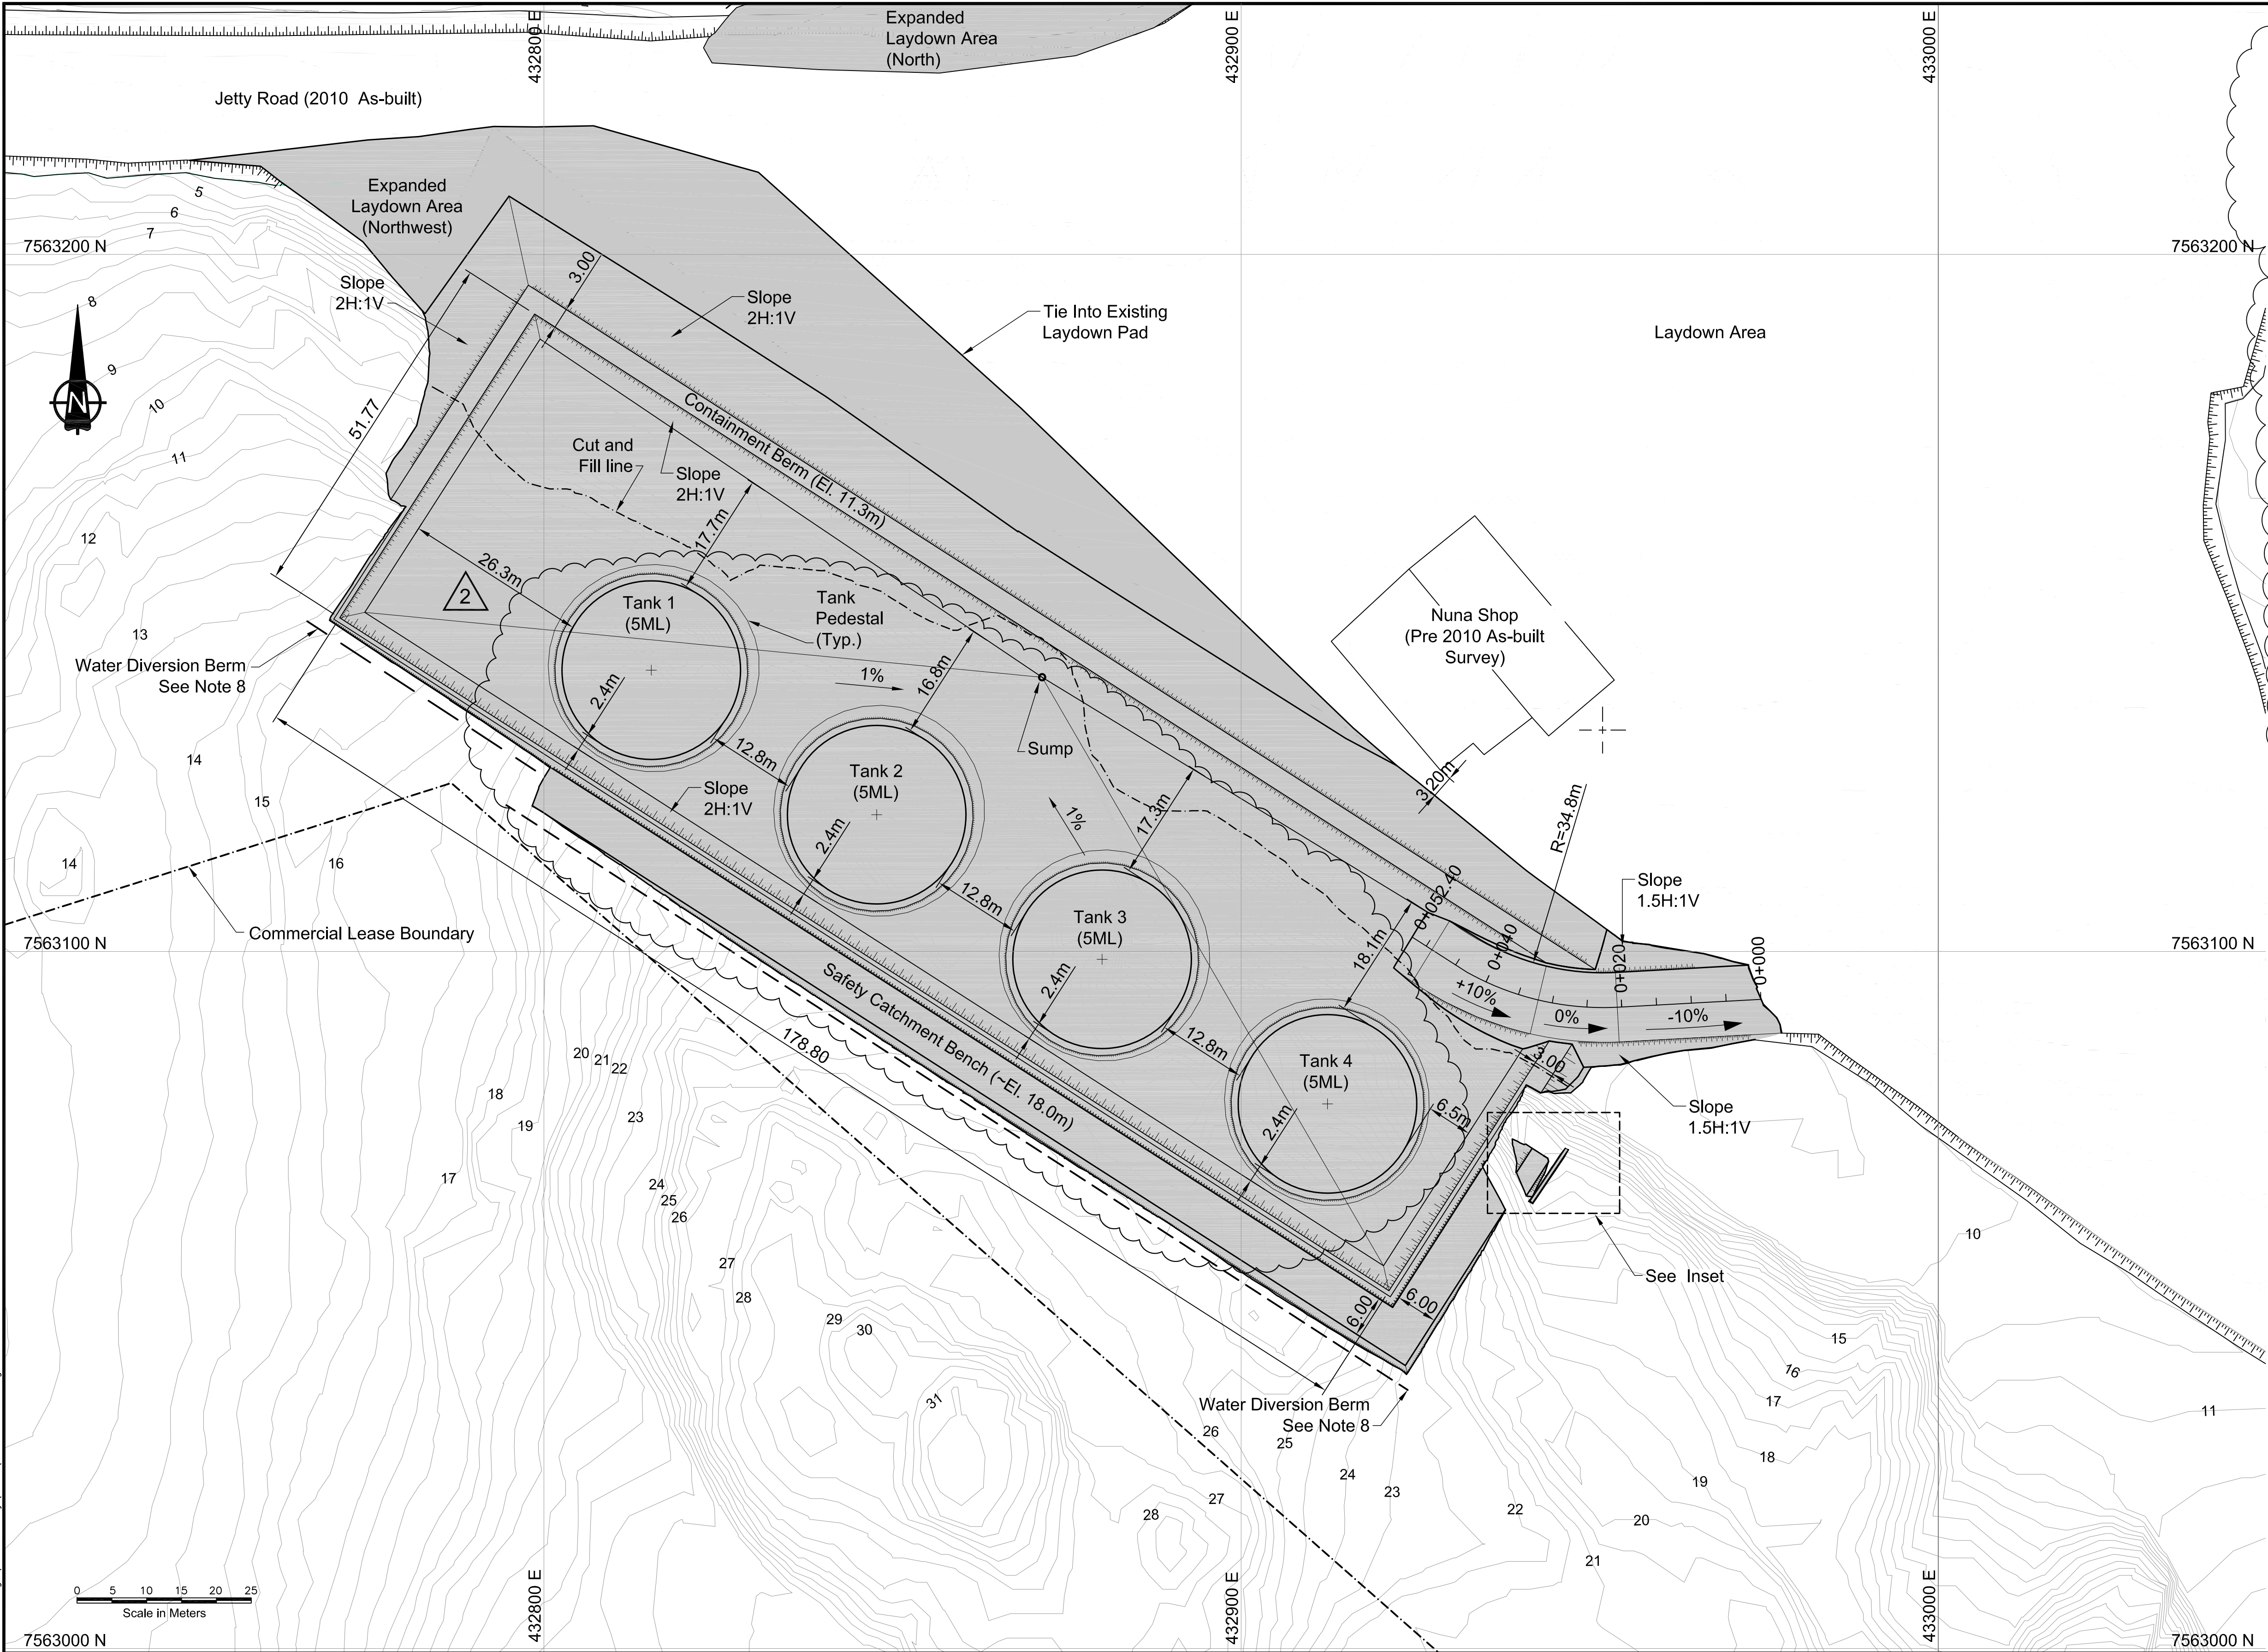 432800 E
432900 E
433000 E
Expanded
Laydown Area
(North)
Jetty Road (2010 As-built)
Expanded
Laydown Area
(Northwest)
5
6
7
8
9
10
11
12
13
14
15
16
14
7563200 N
7563200 N
Slope
2H:1V
3.00
Slope
2H:1V
Tie Into Existing
Laydown Pad
Laydown Area
N
51.77
Containment Berm (El. 11.3m)
Cut and
Fill line
Slope
2H:1V
17.7m
26.3m
2
Tank 1
(5ML)
Tank
Pedestal
(Typ.)
Nuna Shop
(Pre 2010 As-built
Survey)
Water Diversion Berm
See Note 8
2.4m
1%
16.8m
Sump
12.8m
Tank 2
(5ML)
Slope
2H:1V
2.4m
1%
17.3m
3.20m
R=34.8m
Commercial Lease Boundary
12.8m
Tank 3
(5ML)
2.4m
18.1m
0+052.40
0+040
0+020
0+000
Slope
1.5H:1V
7563100 N
7563100 N
+10%
0%
-10%
Safety Catchment Bench (~El. 18.0m)
178.80
12.8m
Tank 4
(5ML)
2.4m
6.5m
3.00
Slope
1.5H:1V
20
21
22
18
19
23
17
24
25
26
27
28
29
30
31
See Inset
6.00
6.00
Water Diversion Berm
See Note 8
26
25
24
23
27
28
22
21
20
19
18
17
16
15
10
11
0 5 10 15 20 25
Scale in Meters
432800 E
432900 E
433000 E
7563000 N
7563000 N